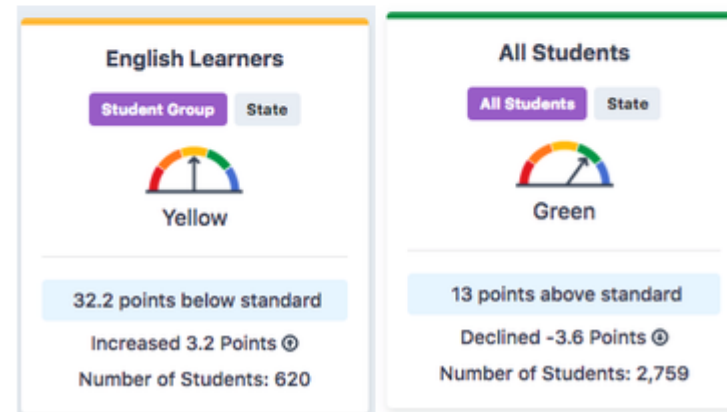 English Learners
Student Group State
Yellow
32.2 points below standard
Increased 3.2 Points
Number of Students: 620
All Students
All Students State
Green
13 points above standard
Declined -3.6 Points
Number of Students: 2,759